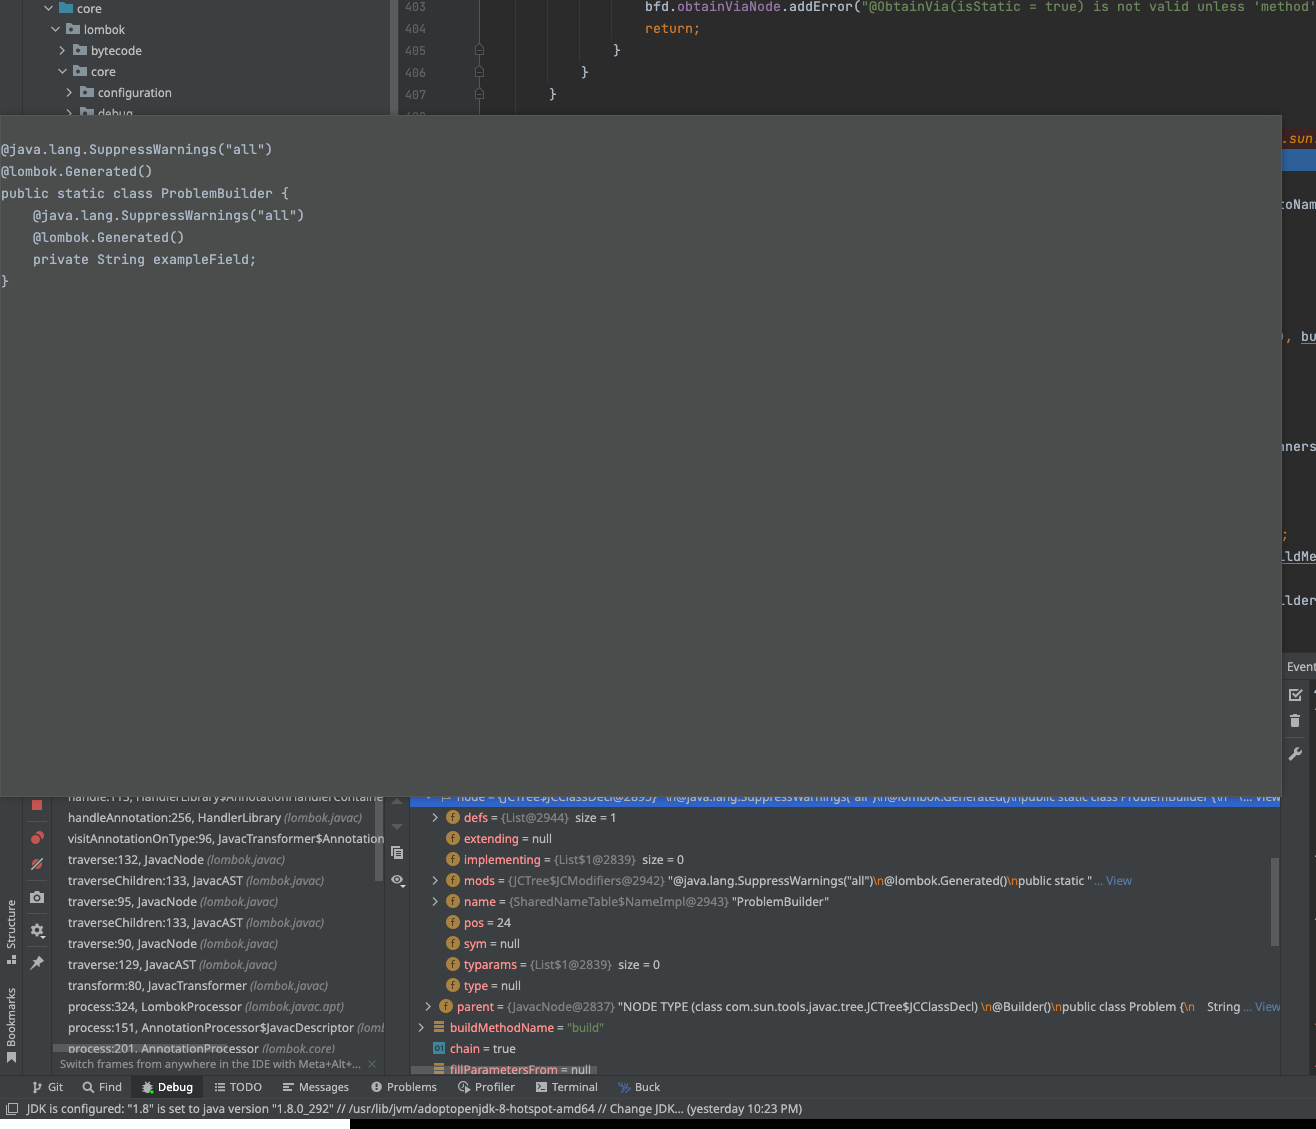 core
lombok
bytecode
core
configuration
debug
403 bfd.obtainViaNode.addError("@ObtainVia(isStatic = true) is not valid unless 'method'
404 return;
405 }
406 }
407 }
@java.lang.SuppressWarnings("all")
@lombok.Generated()
public static class ProblemBuilder {
@java.lang.SuppressWarnings("all")
@lombok.Generated()
private String exampleField;
}
.sun.
toNam
), bu
nners
;
ildMe
ilder
Event
handle:113, HandlerLibrary$AnnotationHandlerContaine
handleAnnotation:256, HandlerLibrary (lombok.javac)
visitAnnotationOnType:96, JavacTransformer$Annotation
traverse:132, JavacNode (lombok.javac)
traverseChildren:133, JavacAST (lombok.javac)
traverse:95, JavacNode (lombok.javac)
traverseChildren:133, JavacAST (lombok.javac)
traverse:90, JavacNode (lombok.javac)
traverse:129, JavacAST (lombok.javac)
transform:80, JavacTransformer (lombok.javac)
process:324, LombokProcessor (lombok.javac.apt)
process:151, AnnotationProcessor$JavacDescriptor (lomb
process:201, AnnotationProcessor (lombok.core)
Switch frames from anywhere in the IDE with Meta+Alt+...
node = {JCTree$JCClassDecl@2895} "\n@java.lang.SuppressWarnings("all")\n@lombok.Generated()\npublic static class ProblemBuilder {\n ... View
defs = {List@2944} size = 1
extending = null
implementing = {List$1@2839} size = 0
mods = {JCTree$JCModifiers@2942} "@java.lang.SuppressWarnings("all")\n@lombok.Generated()\npublic static " ... View
name = {SharedNameTable$NameImpl@2943} "ProblemBuilder"
pos = 24
sym = null
typarams = {List$1@2839} size = 0
type = null
parent = {JavacNode@2837} "NODE TYPE (class com.sun.tools.javac.tree.JCTree$JCClassDecl) \n@Builder()\npublic class Problem {\n String ... View
buildMethodName = "build"
chain = true
fillParametersFrom = null
Structure
Bookmarks
Git Find Debug TODO Messages Problems Profiler Terminal Buck
JDK is configured: "1.8" is set to java version "1.8.0_292" // /usr/lib/jvm/adoptopenjdk-8-hotspot-amd64 // Change JDK... (yesterday 10:23 PM)